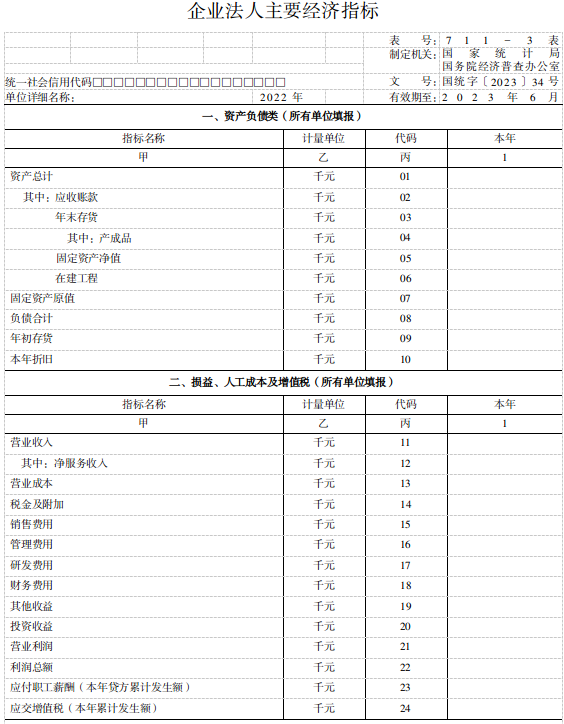 企业法人主要经济指标
表 号： 711-3表
制定机关： 国家统计局
国务院经济普查办公室
统一社会信用代码□□□□□□□□□□□□□□□□□□ 文 号： 国统字〔2023〕34号
单位详细名称： 2022 年 有效期至： 2023年6月
一、资产负债类（所有单位填报）
指标名称 计量单位 代码 本年
甲 乙 丙 1
资产总计 千元 01
其中：应收账款 千元 02
年末存货 千元 03
其中：产成品 千元 04
固定资产净值 千元 05
在建工程 千元 06
固定资产原值 千元 07
负债合计 千元 08
年初存货 千元 09
本年折旧 千元 10
二、损益、人工成本及增值税（所有单位填报）
指标名称 计量单位 代码 本年
甲 乙 丙 1
营业收入 千元 11
其中：净服务收入 千元 12
营业成本 千元 13
税金及附加 千元 14
销售费用 千元 15
管理费用 千元 16
研发费用 千元 17
财务费用 千元 18
其他收益 千元 19
投资收益 千元 20
营业利润 千元 21
利润总额 千元 22
应付职工薪酬（本年贷方累计发生额） 千元 23
应交增值税（本年累计发生额） 千元 24